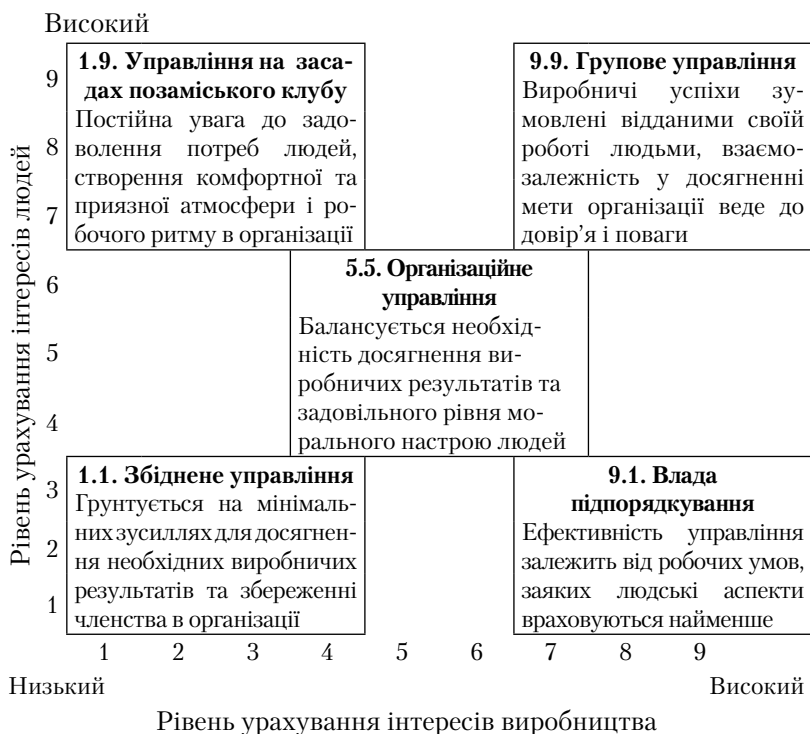 Високий
Рівень урахування інтересів людей
9
8
7
6
5
4
3
2
1
1.9. Управління на заса-
дах позаміського клубу
Постійна увага до задо-
волення потреб людей,
створення комфортної та
приязної атмосфери і ро-
бочого ритму в організації
9.9. Групове управління
Виробничі успіхи зу-
мовлені відданими своїй
роботі людьми, взаємо-
залежність у досягненні
мети організації веде до
довір’я і поваги
5.5. Організаційне
управління
Балансується необхід-
ність досягнення ви-
робничих результатів та
задовільного рівня мо-
рального настрою людей
1.1. Збіднене управління
Грунтується на мінімаль-
них зусиллях для досягнен-
ня необхідних виробничих
результатів та збереженні
членства в організації
9.1. Влада
підпорядкування
Ефективність управління
залежить від робочих умов,
заяких людські аспекти
враховуються найменше
1 2 3 4 5 6 7 8 9
Низький Високий
Рівень урахування інтересів виробництва